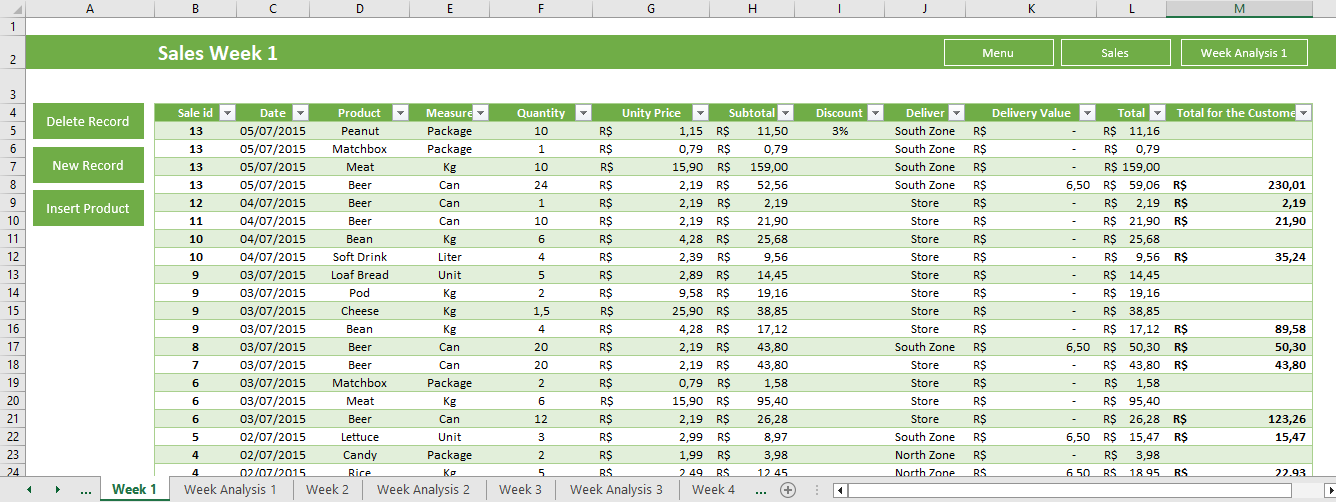 A B C D E F G H I J K L M
1
2 Sales Week 1 Menu Sales Week Analysis 1
3
4 Sale id Date Product Measure Quantity Unity Price Subtotal Discount Deliver Delivery Value Total Total for the Custome
Delete Record
5 13 05/07/2015 Peanut Package 10 R$ 1,15 R$ 11,50 3% South Zone R$ - R$ 11,16
6 13 05/07/2015 Matchbox Package 1 R$ 0,79 R$ 0,79 South Zone R$ - R$ 0,79
New Record
7 13 05/07/2015 Meat Kg 10 R$ 15,90 R$ 159,00 South Zone R$ - R$ 159,00
8 13 05/07/2015 Beer Can 24 R$ 2,19 R$ 52,56 South Zone R$ 6,50 R$ 59,06 R$ 230,01
9 12 04/07/2015 Beer Can 1 R$ 2,19 R$ 2,19 Store R$ - R$ 2,19 R$ 2,19
Insert Product
10 11 04/07/2015 Beer Can 10 R$ 2,19 R$ 21,90 Store R$ - R$ 21,90 R$ 21,90
11 10 04/07/2015 Bean Kg 6 R$ 4,28 R$ 25,68 Store R$ - R$ 25,68
12 10 04/07/2015 Soft Drink Liter 4 R$ 2,39 R$ 9,56 Store R$ - R$ 9,56 R$ 35,24
13 9 03/07/2015 Loaf Bread Unit 5 R$ 2,89 R$ 14,45 Store R$ - R$ 14,45
14 9 03/07/2015 Pod Kg 2 R$ 9,58 R$ 19,16 Store R$ - R$ 19,16
15 9 03/07/2015 Cheese Kg 1,5 R$ 25,90 R$ 38,85 Store R$ - R$ 38,85
16 9 03/07/2015 Bean Kg 4 R$ 4,28 R$ 17,12 Store R$ - R$ 17,12 R$ 89,58
17 8 03/07/2015 Beer Can 20 R$ 2,19 R$ 43,80 South Zone R$ 6,50 R$ 50,30 R$ 50,30
18 7 03/07/2015 Beer Can 20 R$ 2,19 R$ 43,80 Store R$ - R$ 43,80 R$ 43,80
19 6 03/07/2015 Matchbox Package 2 R$ 0,79 R$ 1,58 Store R$ - R$ 1,58
20 6 03/07/2015 Meat Kg 6 R$ 15,90 R$ 95,40 Store R$ - R$ 95,40
21 6 03/07/2015 Beer Can 12 R$ 2,19 R$ 26,28 Store R$ - R$ 26,28 R$ 123,26
22 5 02/07/2015 Lettuce Unit 3 R$ 2,99 R$ 8,97 South Zone R$ 6,50 R$ 15,47 R$ 15,47
23 4 02/07/2015 Candy Package 2 R$ 1,99 R$ 3,98 North Zone R$ - R$ 3,98
24 4 02/07/2015 Rice Kg 5 R$ 2,49 R$ 12,45 North Zone R$ 6,50 R$ 18,95 R$ 22,93
... Week 1 Week Analysis 1 Week 2 Week Analysis 2 Week 3 Week Analysis 3 Week 4 ...